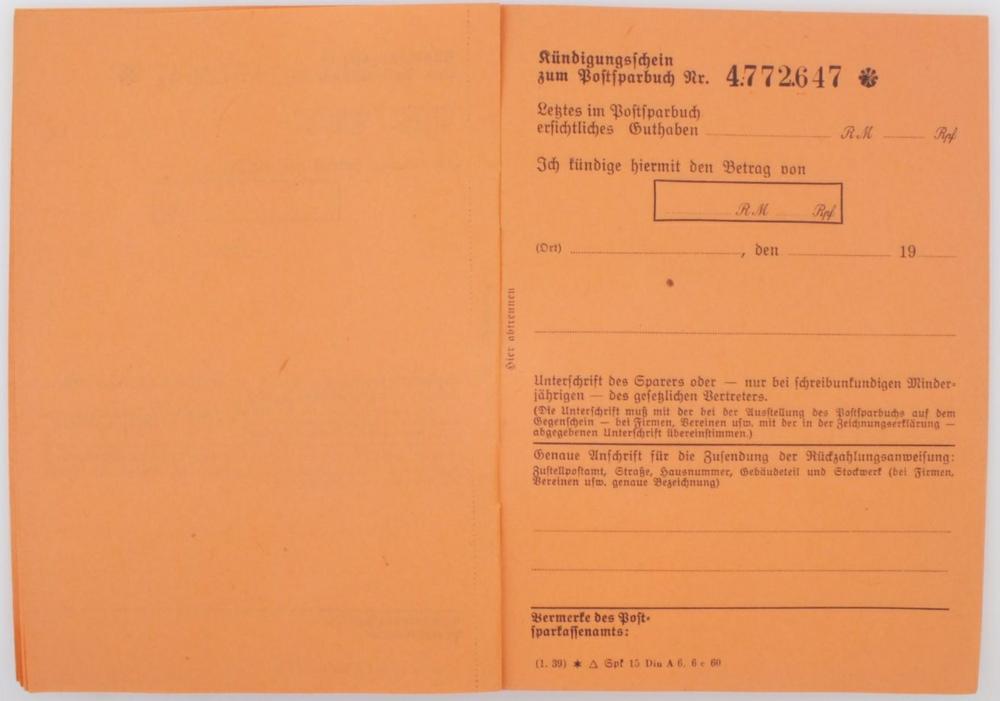 Kündigungsschein
zum Postsparbuch Nr. 4.772.647 ✻
Letztes im Postsparbuch
ersichtliches Guthaben RM Rpf
Ich kündige hiermit den Betrag von
RM Rpf
(Ort) , den 19
Hier abtrennen
Unterschrift des Sparers oder — nur bei schreibunkundigen Minder-
jährigen — des gesetzlichen Vertreters.
(Die Unterschrift muß mit der bei der Ausstellung des Postsparbuchs auf dem
Gegenschein — bei Firmen, Vereinen usw. mit der in der Zeichnungserklärung —
abgegebenen Unterschrift übereinstimmen.)
Genaue Anschrift für die Zusendung der Rückzahlungsanweisung:
Zustellpostamt, Straße, Hausnummer, Gebäudeteil und Stockwerk (bei Firmen,
Vereinen usw. genaue Bezeichnung)
Vermerke des Post-
sparkassenamts:
(1. 39) ✱ △ Spk 15 Din A 6. 6 c 60